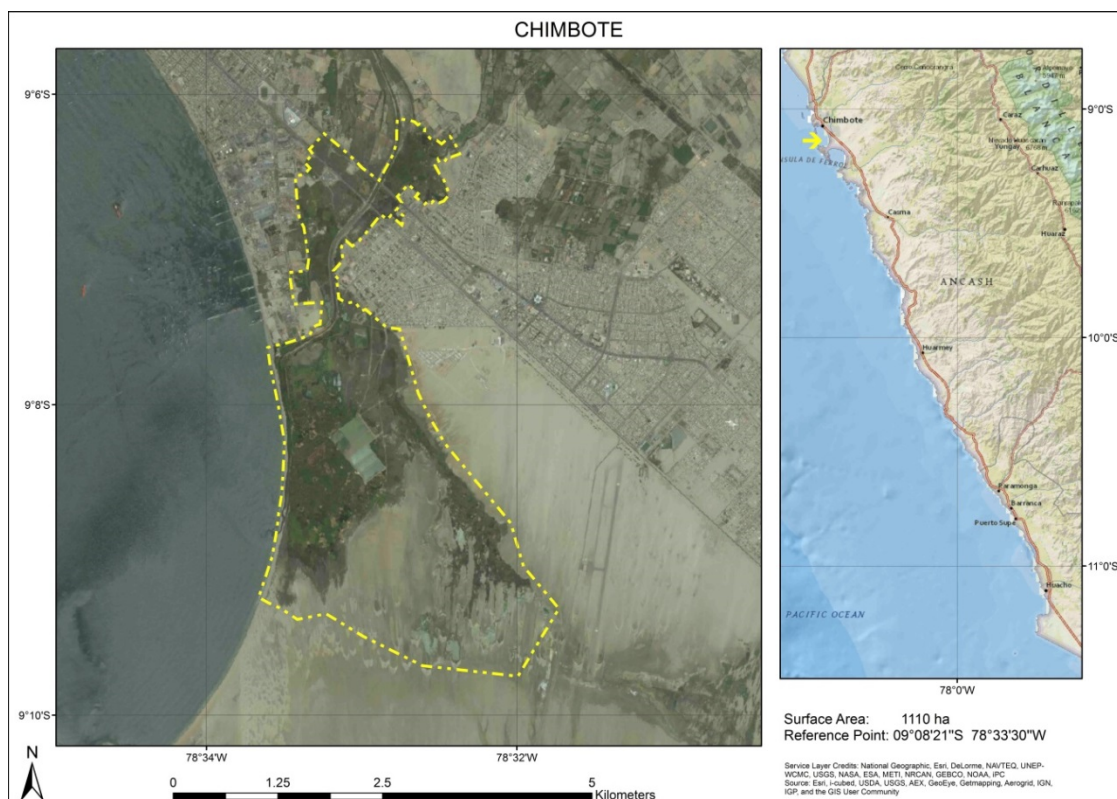 CHIMBOTE
9°6'S
9°8'S
9°10'S
78°34'W
78°32'W
N
0 1.25 2.5 5
Kilometers
Chimbote
Caraz
Yungay
Carhuaz
Huaraz
Casma
ANCASH
Huarmey
Paramonga
Barranca
Puerto Supe
Huacho
PACIFIC OCEAN
9°0'S
10°0'S
11°0'S
78°0'W
Surface Area: 1110 ha
Reference Point: 09°08'21"S 78°33'30"W
Service Layer Credits: National Geographic, Esri, DeLorme, NAVTEQ, UNEP-
WCMC, USGS, NASA, ESA, METI, NRCAN, GEBCO, NOAA, iPC
Source: Esri, i-cubed, USDA, USGS, AEX, GeoEye, Getmapping, Aerogrid, IGN,
IGP, and the GIS User Community